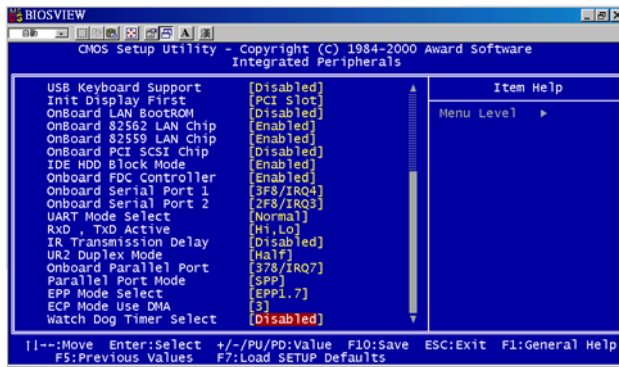 BIOSVIEW
自動
A
CMOS Setup Utility - Copyright (C) 1984-2000 Award Software
Integrated Peripherals
USB Keyboard Support [Disabled]
Init Display First [PCI Slot]
OnBoard LAN BootROM [Disabled]
OnBoard 82562 LAN Chip [Enabled]
OnBoard 82559 LAN Chip [Enabled]
OnBoard PCI SCSI Chip [Disabled]
IDE HDD Block Mode [Enabled]
Onboard FDC Controller [Enabled]
Onboard Serial Port 1 [3F8/IRQ4]
Onboard Serial Port 2 [2F8/IRQ3]
UART Mode Select [Normal]
RxD , TxD Active [Hi,Lo]
IR Transmission Delay [Disabled]
UR2 Duplex Mode [Half]
Onboard Parallel Port [378/IRQ7]
Parallel Port Mode [SPP]
EPP Mode Select [EPP1.7]
ECP Mode Use DMA [3]
Watch Dog Timer Select [Disabled]
Item Help
Menu Level ►
:Move Enter:Select +/-/PU/PD:Value F10:Save ESC:Exit F1:General Help
F5:Previous Values F7:Load SETUP Defaults